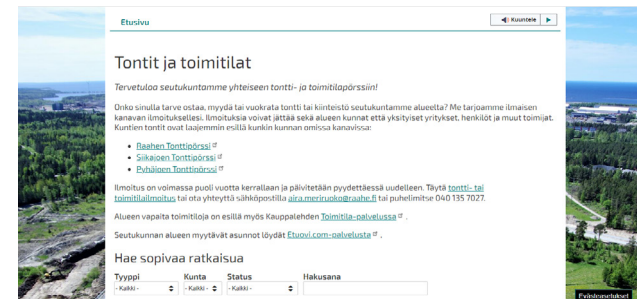 Etusivu
Kuuntele
Tontit ja toimitilat
Tervetuloa seutukuntamme yhteiseen tontti- ja toimitilapörssiin!
Onko sinulla tarve ostaa, myydä tai vuokrata tontti tai kiinteistö seutukuntamme alueelta? Me tarjoamme ilmaisen
kanavan ilmoituksellesi. Ilmoituksia voivat jättää sekä alueen kunnat että yksityiset yritykset, henkilöt ja muut toimijat.
Kuntien tontit ovat laajemmin esillä kunkin kunnan omissa kanavissa:
• Raahen Tonttipörssi
• Siikajoen Tonttipörssi
• Pyhäjoen Tonttipörssi
Ilmoitus on voimassa puoli vuotta kerrallaan ja päivitetään pyydettäessä uudelleen. Täytä tontti- tai
toimitilailmoitus tai ota yhteyttä sähköpostilla aira.meriruoko@raahe.fi tai puhelimitse 040 135 7027.
Alueen vapaita toimitiloja on esillä myös Kauppalehden Toimitila-palvelussa .
Seutukunnan alueen myytävät asunnot löydät Etuovi.com-palvelusta .
Hae sopivaa ratkaisua
Tyyppi Kunta Status Hakusana
- Kaikki - - Kaikki - - Kaikki -
Evästeasetukset